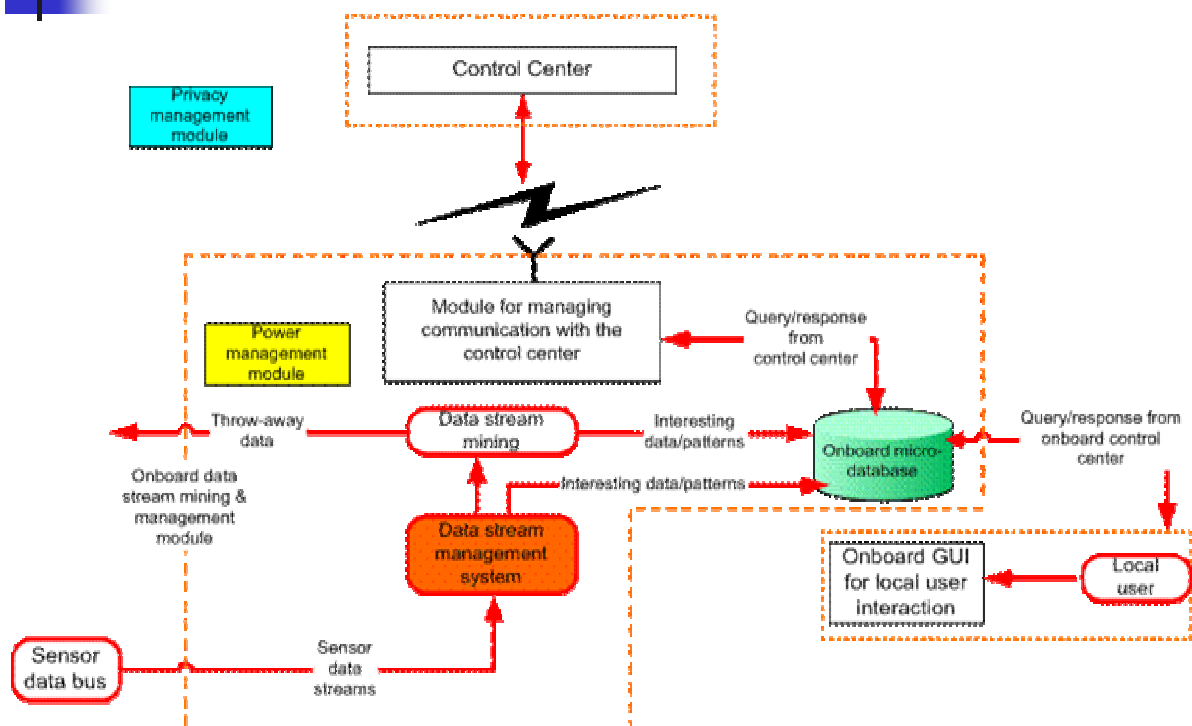 Control Center
Privacy
management
module
Module for managing
communication with the
control center
Power
management
module
Query/response
from
control center
Throw-away
data
Data stream
mining
Interesting
data/patterns
Onboard micro-
database
Query/response from
onboard control
center
Onboard data
stream mining &
management
module
Interesting data/patterns
Data stream
management
system
Onboard GUI
for local user
interaction
Local
user
Sensor
data bus
Sensor
data
streams